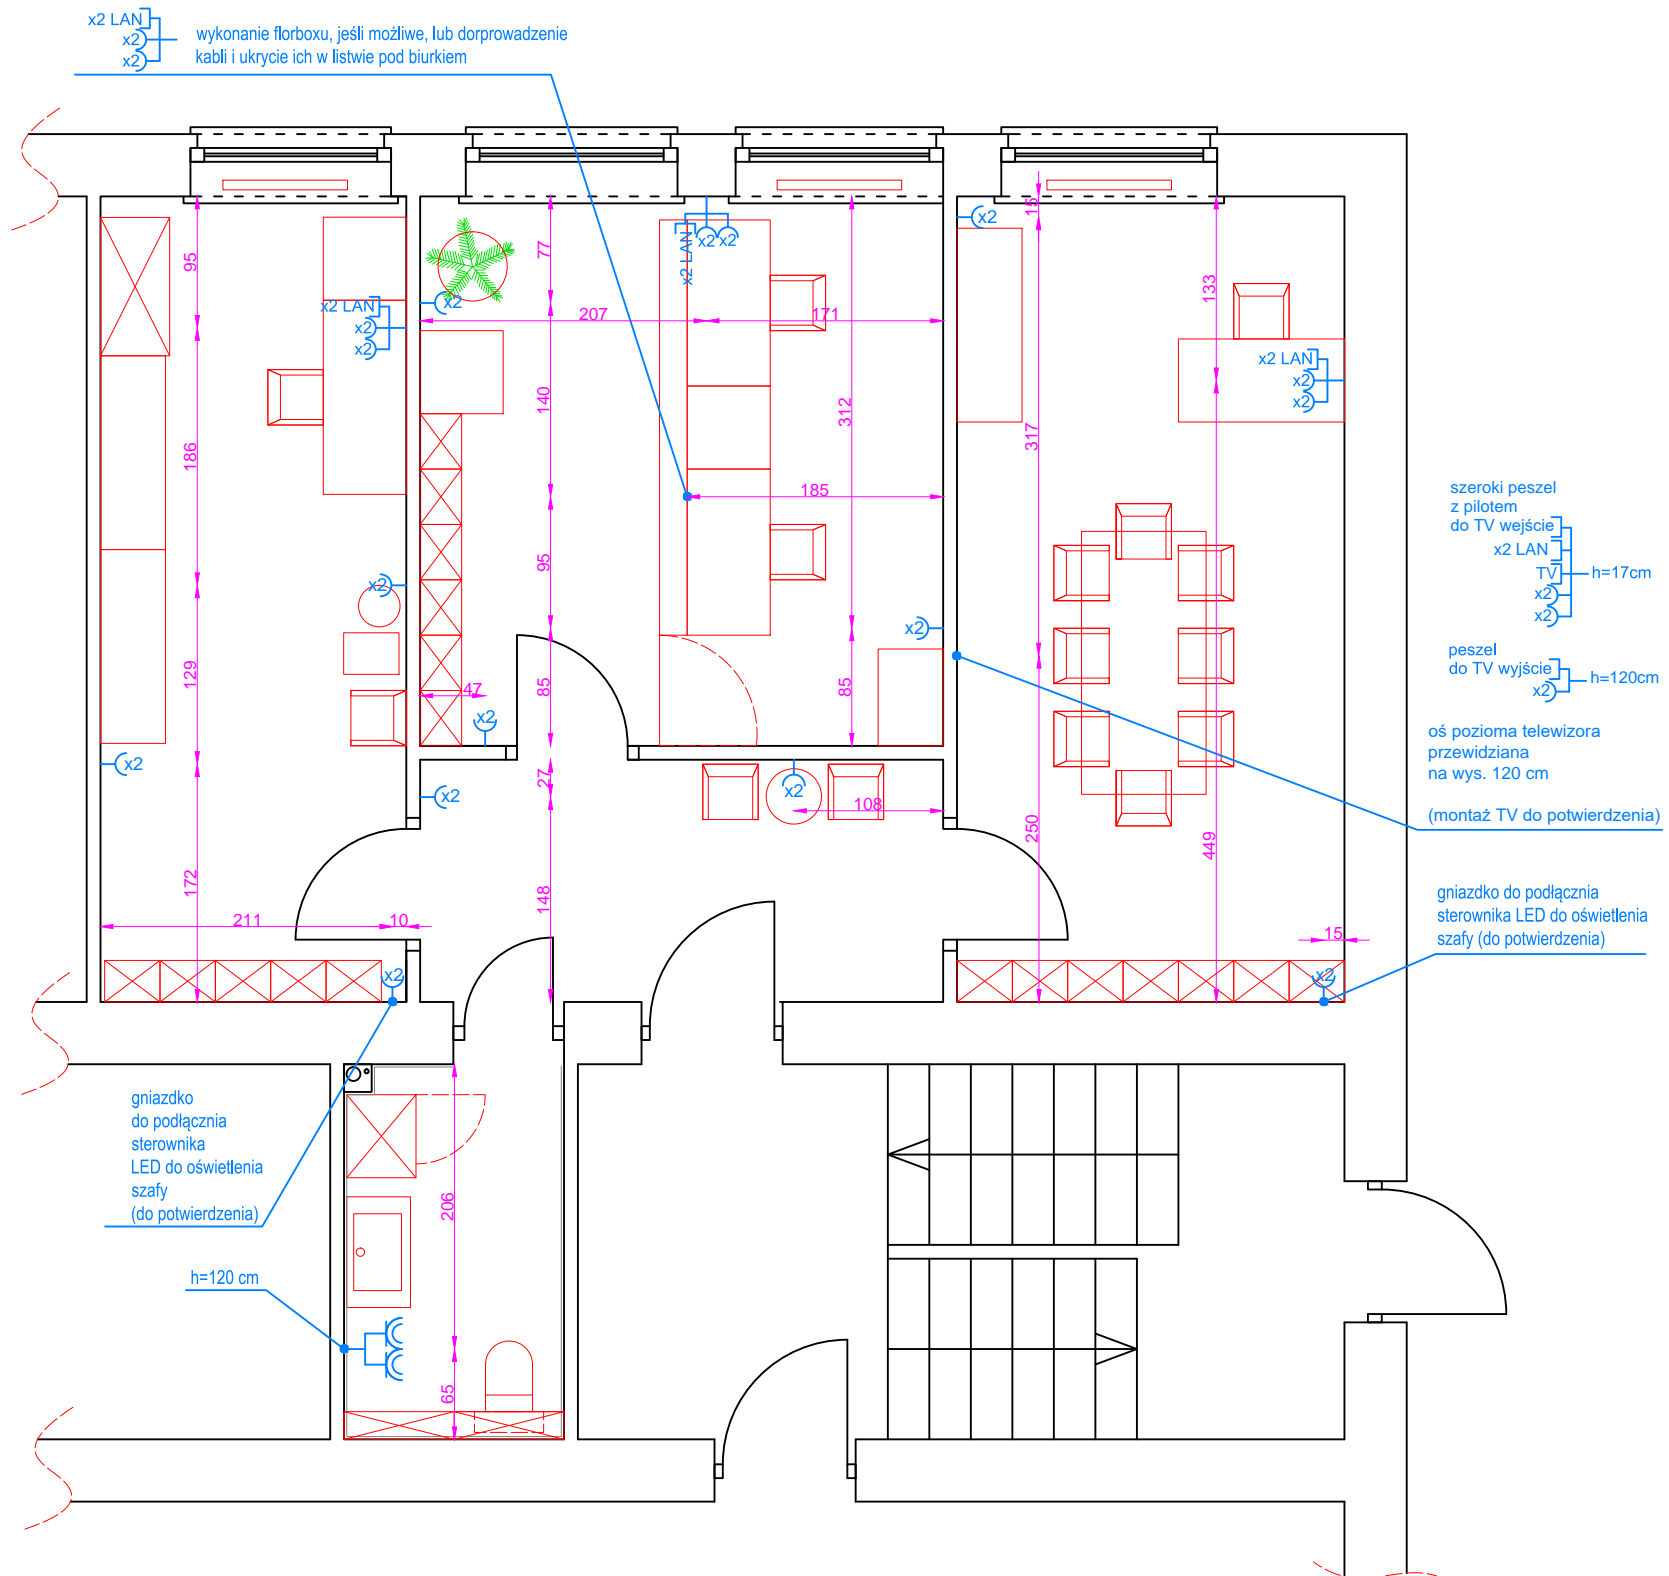 x2 LAN
x2
x2
wykonanie florboxu, jeśli możliwe, lub dorprowadzenie
kabli i ukrycie ich w listwie pod biurkiem
95
186
129
172
211
10
x2 LAN
x2
x2
x2
x2
x2
77
140
95
85
27
148
x2
207
171
x2 LAN
x2
x2
312
185
85
x2
47
x2
x2
x2
108
15
x2
317
250
133
449
x2 LAN
x2
x2
15
x2
szeroki peszel
z pilotem
do TV wejście
x2 LAN
TV
x2
x2
h=17cm
peszel
do TV wyjście
x2
h=120cm
oś pozioma telewizora
przewidziana
na wys. 120 cm
(montaż TV do potwierdzenia)
gniazdko do podłącznia
sterownika LED do oświetlenia
szafy (do potwierdzenia)
gniazdko
do podłącznia
sterownika
LED do oświetlenia
szafy
(do potwierdzenia)
h=120 cm
206
65